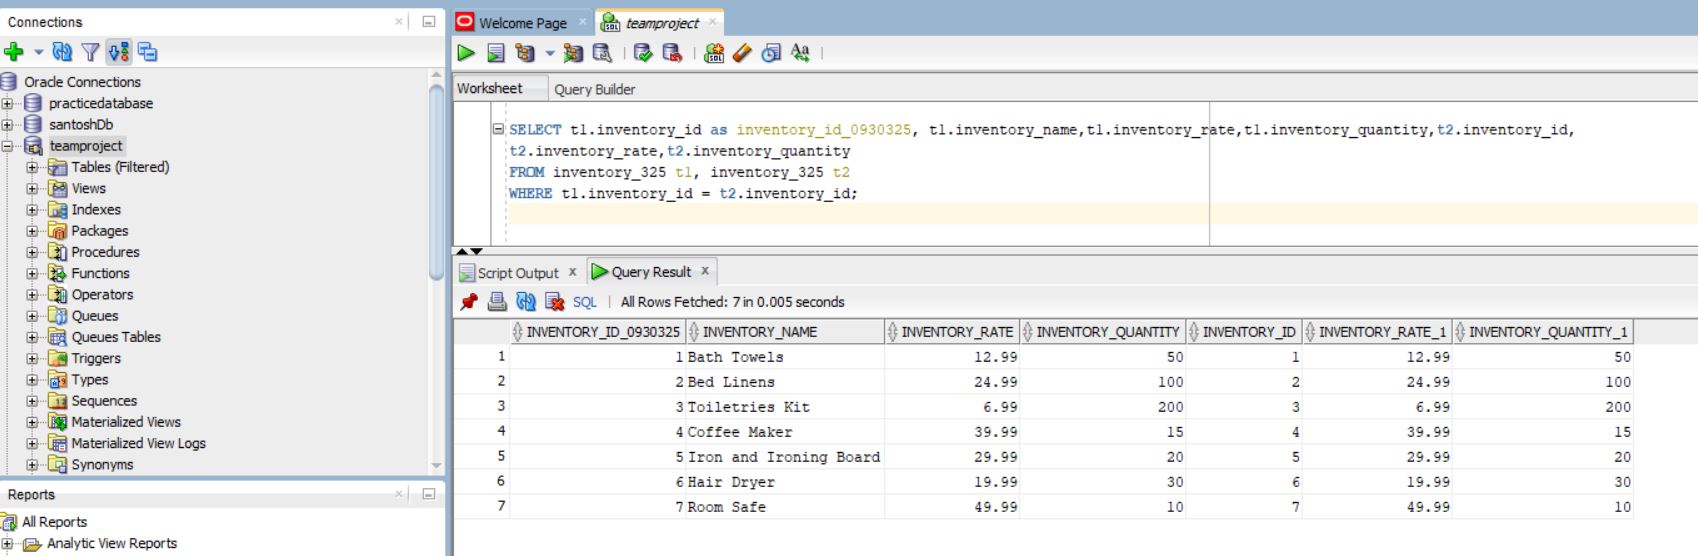 Connections
Oracle Connections
practicedatabase
santoshDb
teamproject
Tables (Filtered)
Views
Indexes
Packages
Procedures
Functions
Operators
Queues
Queues Tables
Triggers
Types
Sequences
Materialized Views
Materialized View Logs
Synonyms
Reports
All Reports
Analytic View Reports
Welcome Page
teamproject
Worksheet Query Builder
SELECT t1.inventory_id as inventory_id_0930325, t1.inventory_name,t1.inventory_rate,t1.inventory_quantity,t2.inventory_id,
t2.inventory_rate,t2.inventory_quantity
FROM inventory_325 t1, inventory_325 t2
WHERE t1.inventory_id = t2.inventory_id;
Script Output x Query Result x
SQL | All Rows Fetched: 7 in 0.005 seconds
INVENTORY_ID_0930325 INVENTORY_NAME INVENTORY_RATE INVENTORY_QUANTITY INVENTORY_ID INVENTORY_RATE_1 INVENTORY_QUANTITY_1
1 1 Bath Towels 12.99 50 1 12.99 50
2 2 Bed Linens 24.99 100 2 24.99 100
3 3 Toiletries Kit 6.99 200 3 6.99 200
4 4 Coffee Maker 39.99 15 4 39.99 15
5 5 Iron and Ironing Board 29.99 20 5 29.99 20
6 6 Hair Dryer 19.99 30 6 19.99 30
7 7 Room Safe 49.99 10 7 49.99 10